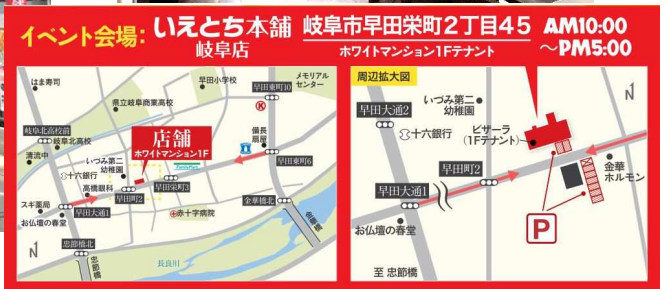 イベント会場:
いえとち本舗
岐阜店
岐阜市早田栄町2丁目45
ホワイトマンション1Fテナント
AM10:00
～PM5:00
はま寿司
早田小学校
メモリアル
センター
県立岐阜商業高校
早田東町10
岐阜北高校前
岐阜北高校
清流中
店舗
ホワイトマンション1F
備長
扇屋
いづみ第二
幼稚園
十六銀行
早田東町6
高橋眼科
早田栄町3
早田町2
スギ薬局
早田大通1
赤十字病院
金華橋北
お仏壇の春堂
金華橋
忠節橋北
N
忠節橋
長良川
周辺拡大図
早田大通2
いづみ第二
幼稚園
N
十六銀行
ピザーラ
(1Fテナント)
早田町2
金華
ホルモン
早田大通1
P
お仏壇の春堂
至 忠節橋